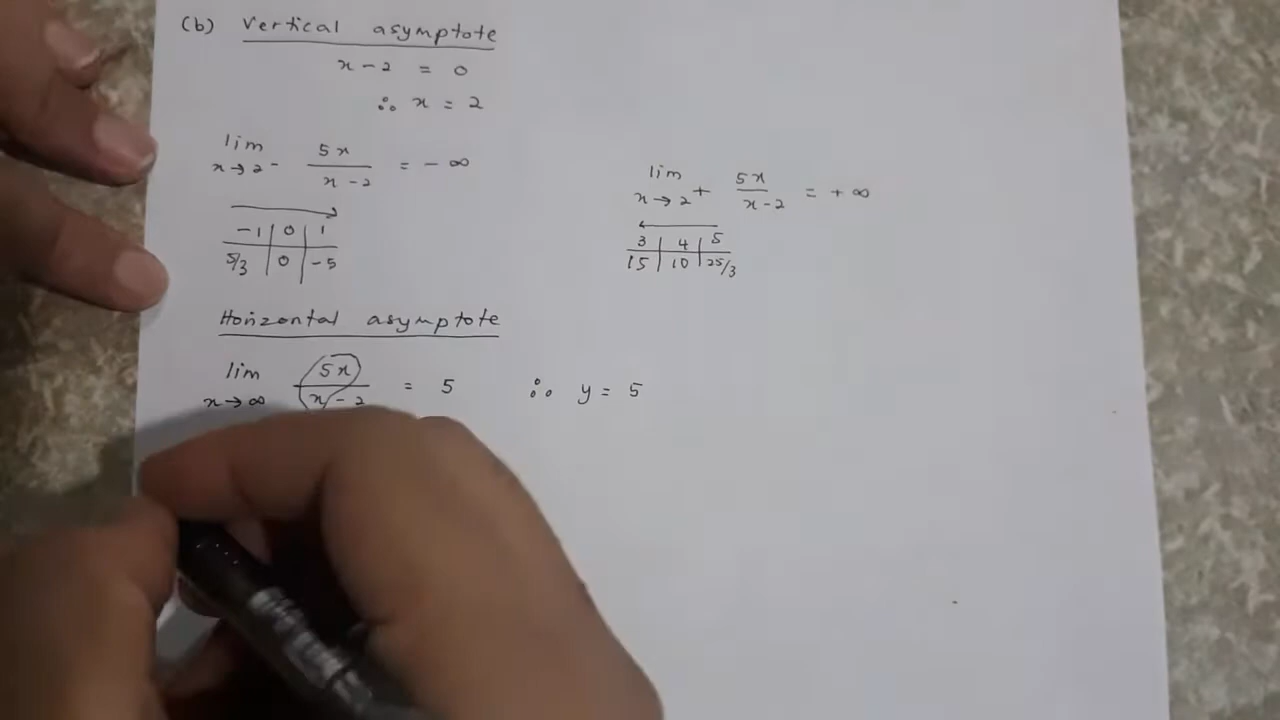 (b) Vertical asymptote
x - 2 = 0
∴ x = 2
lim x→2⁻ 5x/(x-2) = -∞
-1 | 0 | 1
5/3 | 0 | -5
lim x→2⁺ 5x/(x-2) = +∞
3 | 4 | 5
15 | 10 | 25/3
Horizontal asymptote
lim x→∞ 5x/(x-2) = 5 ∴ y = 5